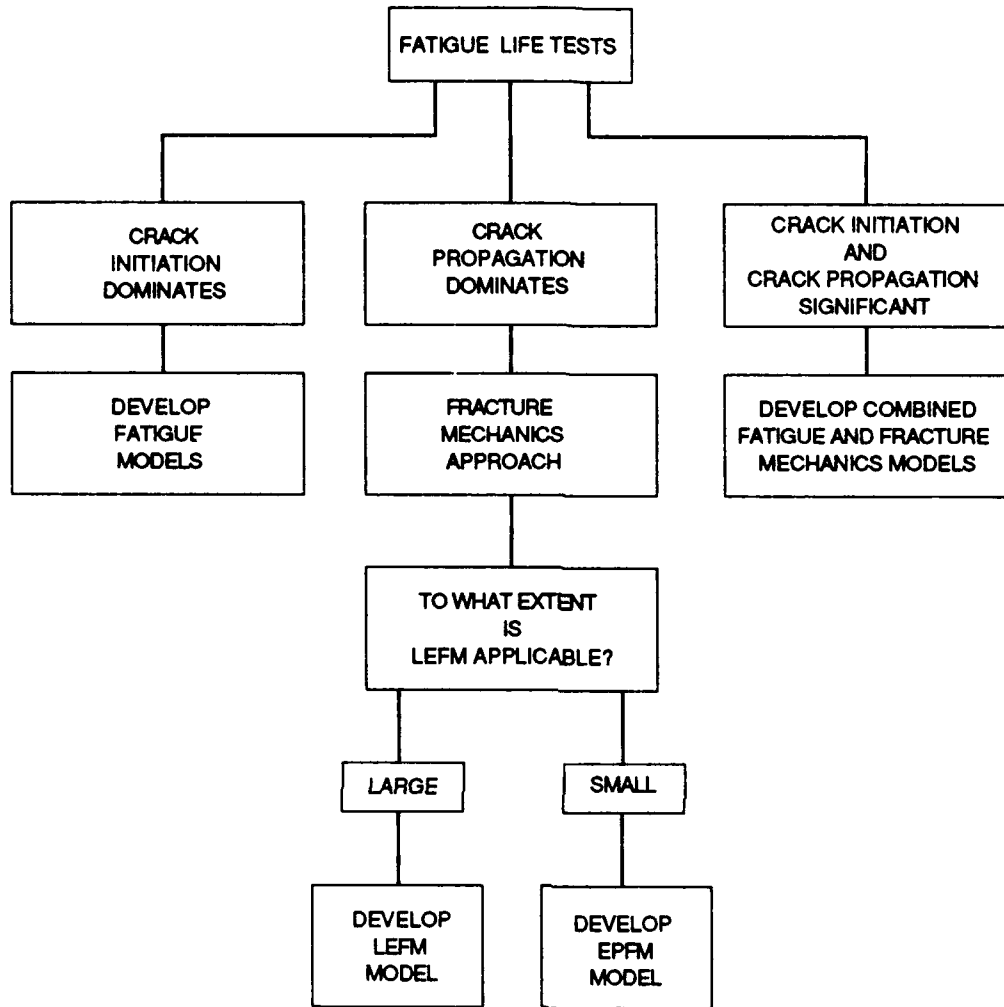 FATIGUE LIFE TESTS
CRACK
INITIATION
DOMINATES
CRACK
PROPAGATION
DOMINATES
CRACK INITIATION
AND
CRACK PROPAGATION
SIGNIFICANT
DEVELOP
FATIGUE
MODELS
FRACTURE
MECHANICS
APPROACH
DEVELOP COMBINED
FATIGUE AND FRACTURE
MECHANICS MODELS
TO WHAT EXTENT
IS
LEFM APPLICABLE?
LARGE
SMALL
DEVELOP
LEFM
MODEL
DEVELOP
EPFM
MODEL